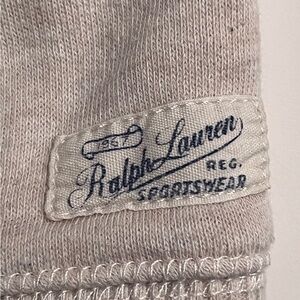 1967
Ralph Lauren
REG.
SPORTSWEAR